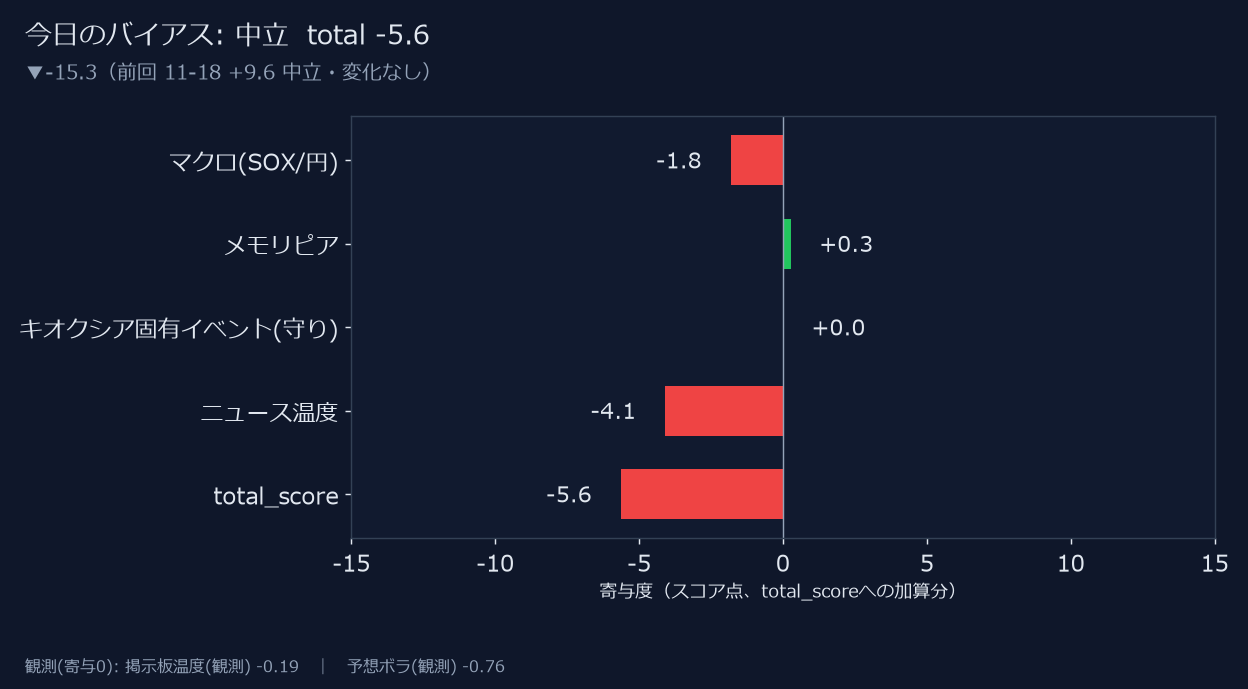 今日のバイアス: 中立  total -5.6
▼-15.3（前回 11-18 +9.6 中立・変化なし）
マクロ(SOX/円)
-1.8
メモリピア
+0.3
キオクシア固有イベント(守り)
+0.0
ニュース温度
-4.1
total_score
-5.6
-15 -10 -5 0 5 10 15
寄与度（スコア点、total_scoreへの加算分）
観測(寄与0): 掲示板温度(観測) -0.19 ｜ 予想ボラ(観測) -0.76